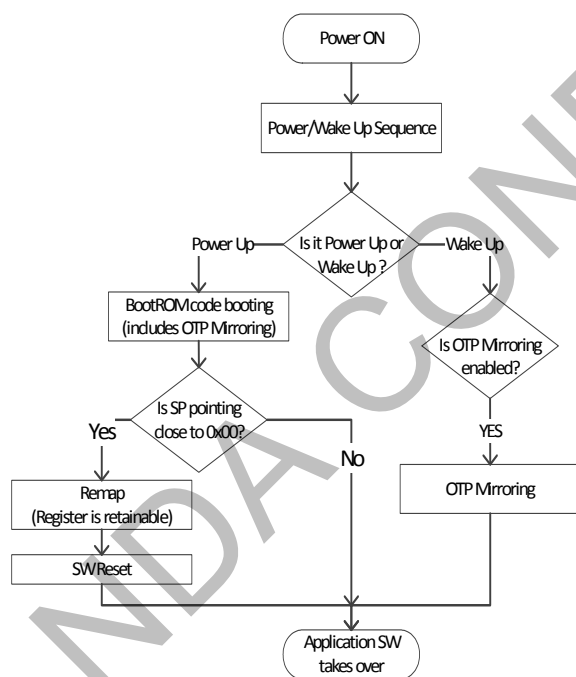 Power ON
Power/Wake Up Sequence
Is it Power Up or
Wake Up ?
Power Up
Wake Up
BootROM code booting
(includes OTP Mirroring)
Is OTP Mirroring
enabled?
Is SP pointing
close to 0x00?
Yes
No
YES
Remap
(Register is retainable)
OTP Mirroring
SW Reset
Application SW
takes over
NDA CON